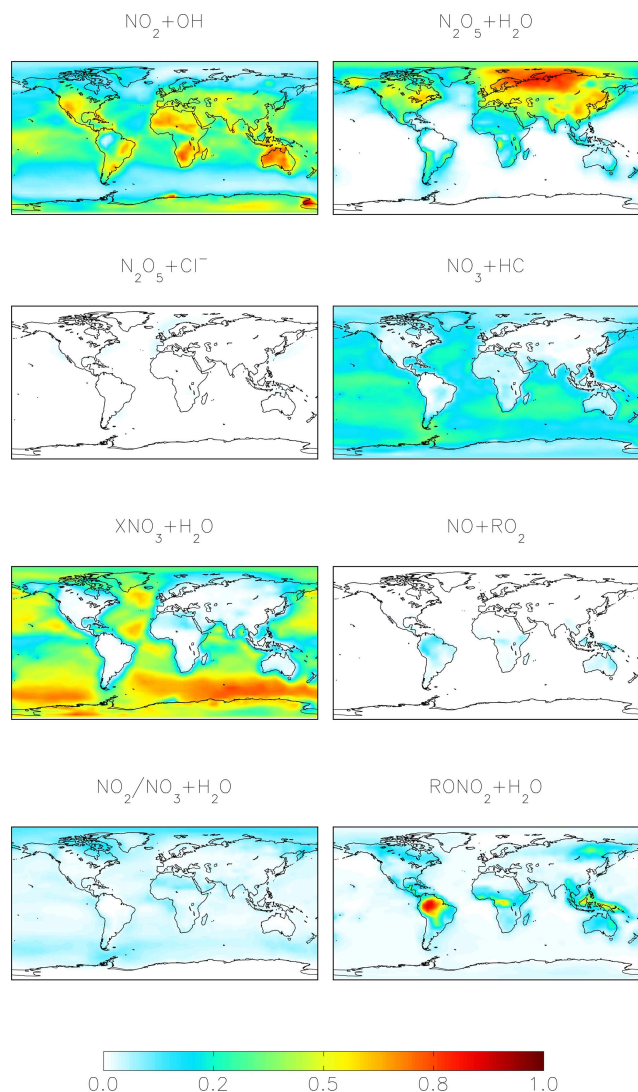 NO₂+OH
N₂O₅+H₂O
N₂O₅+Cl⁻
NO₃+HC
XNO₃+H₂O
NO+RO₂
NO₂/NO₃+H₂O
RONO₂+H₂O
0.0 0.2 0.5 0.8 1.0